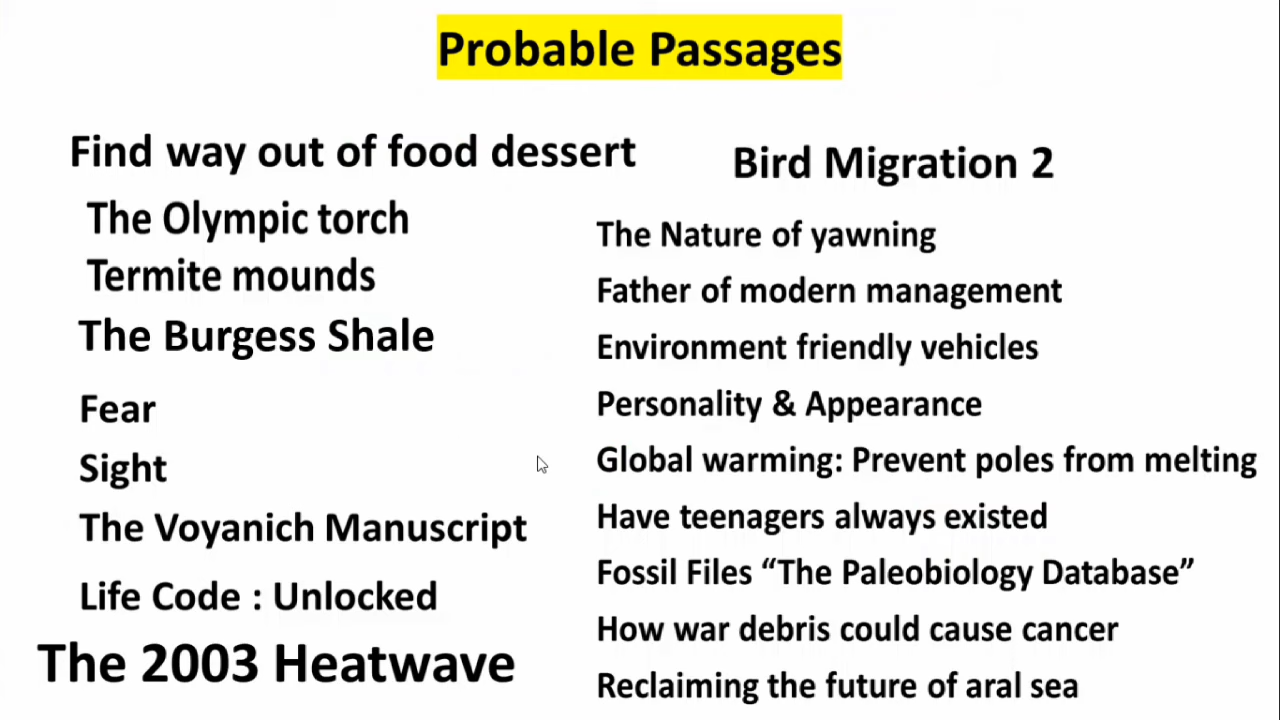 Probable Passages
Find way out of food dessert
The Olympic torch
Termite mounds
The Burgess Shale
Fear
Sight
The Voyanich Manuscript
Life Code : Unlocked
The 2003 Heatwave
Bird Migration 2
The Nature of yawning
Father of modern management
Environment friendly vehicles
Personality & Appearance
Global warming: Prevent poles from melting
Have teenagers always existed
Fossil Files “The Paleobiology Database”
How war debris could cause cancer
Reclaiming the future of aral sea